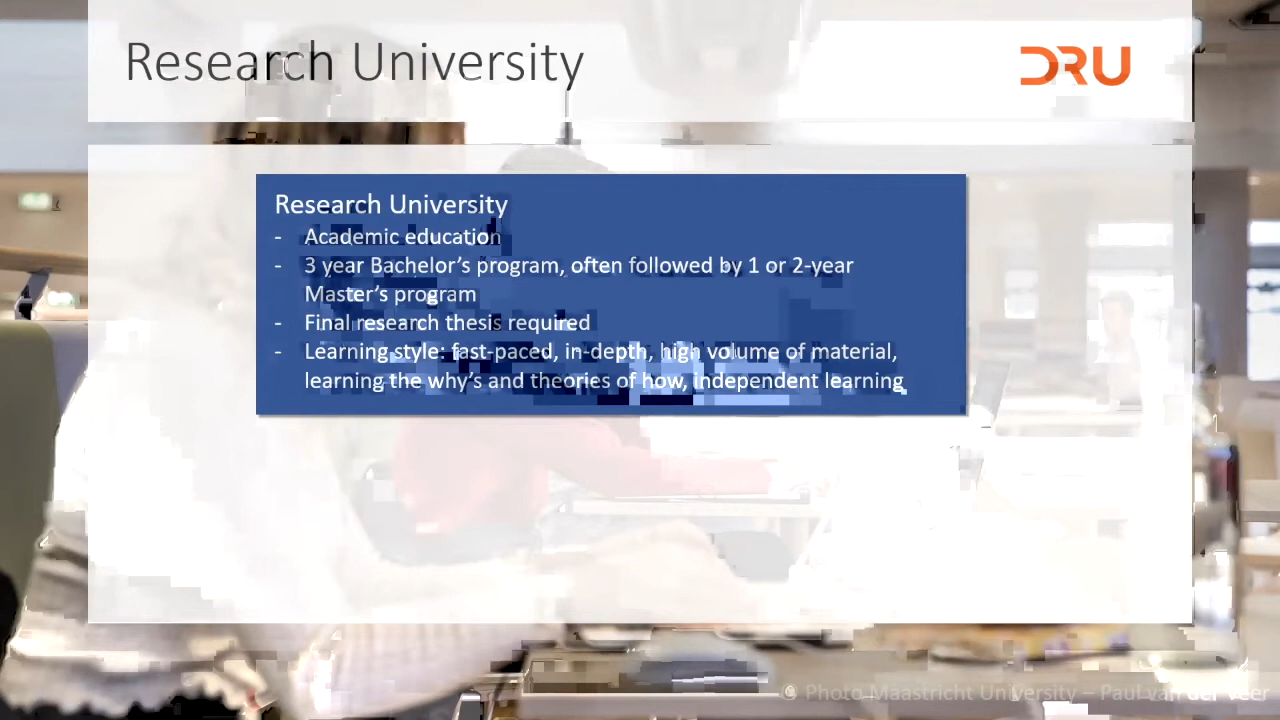 Research University
DRU
Research University
- Academic education
- 3 year Bachelor's program, often followed by 1 or 2-year
Master's program
- Final research thesis required
- Learning style: fast-paced, in-depth, high volume of material,
learning the why's and theories of how, independent learning
© Photo Maastricht University – Paul van der Veer